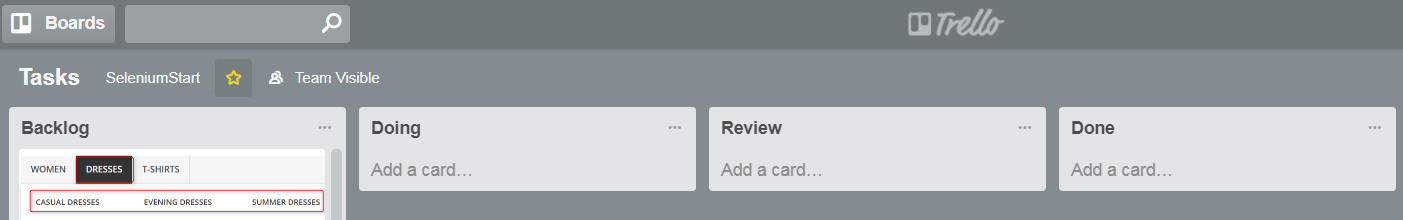 Boards
Trello
Tasks SeleniumStart Team Visible
Backlog ... Doing ... Review ... Done ...
Add a card… Add a card… Add a card…
WOMEN DRESSES T-SHIRTS
CASUAL DRESSES EVENING DRESSES SUMMER DRESSES